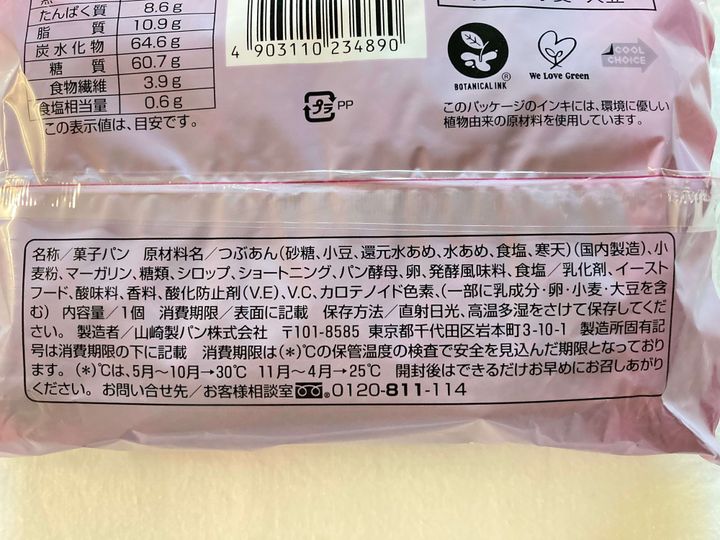 たんぱく質 8.6g
脂質 10.9g
炭水化物 64.6g
糖質 60.7g
食物繊維 3.9g
食塩相当量 0.6g
この表示値は、目安です。
4 903110 234890
プラ PP
BOTANICAL INK ®
We Love Green
COOL CHOICE
このパッケージのインキには、環境に優しい
植物由来の原材料を使用しています。
名称/菓子パン 原材料名/つぶあん(砂糖、小豆、還元水あめ、水あめ、食塩、寒天)(国内製造)、小
麦粉、マーガリン、糖類、シロップ、ショートニング、パン酵母、卵、発酵風味料、食塩/乳化剤、イースト
フード、酸味料、香料、酸化防止剤(V.E)、V.C、カロテノイド色素、(一部に乳成分・卵・小麦・大豆を含
む) 内容量/1個 消費期限/表面に記載 保存方法/直射日光、高温多湿をさけて保存してくだ
さい。 製造者/山崎製パン株式会社 〒101-8585 東京都千代田区岩本町3-10-1 製造所固有記
号は消費期限の下に記載 消費期限は(*)℃の保管温度の検査で安全を見込んだ期限となっており
ます。(*)℃は、5月〜10月→30℃ 11月〜4月→25℃ 開封後はできるだけお早めにお召しあがり
ください。 お問い合せ先/お客様相談室 0120-811-114